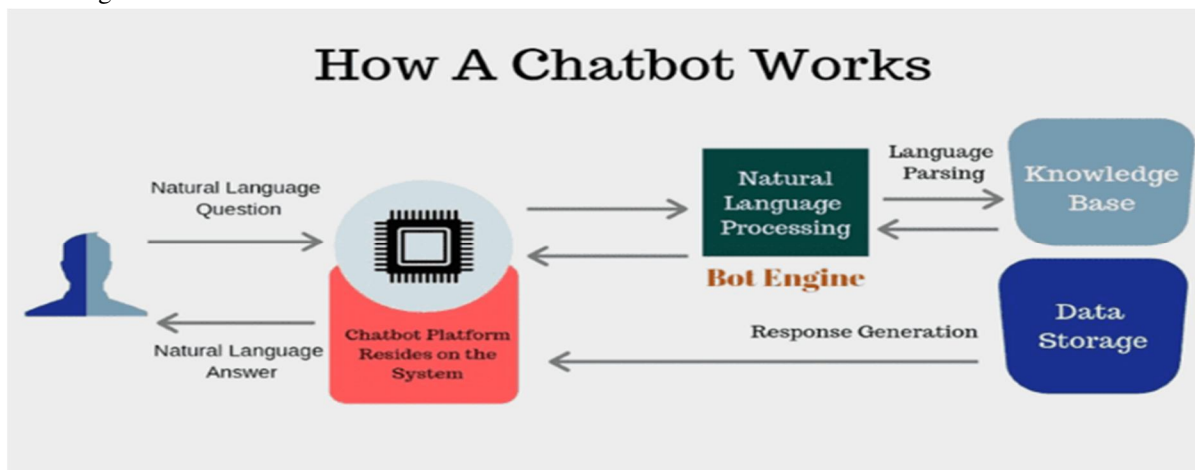 How A Chatbot Works
Natural Language
Question
Natural Language
Answer
Chatbot Platform
Resides on the
System
Natural
Language
Processing
Bot Engine
Language
Parsing
Knowledge
Base
Response Generation
Data
Storage